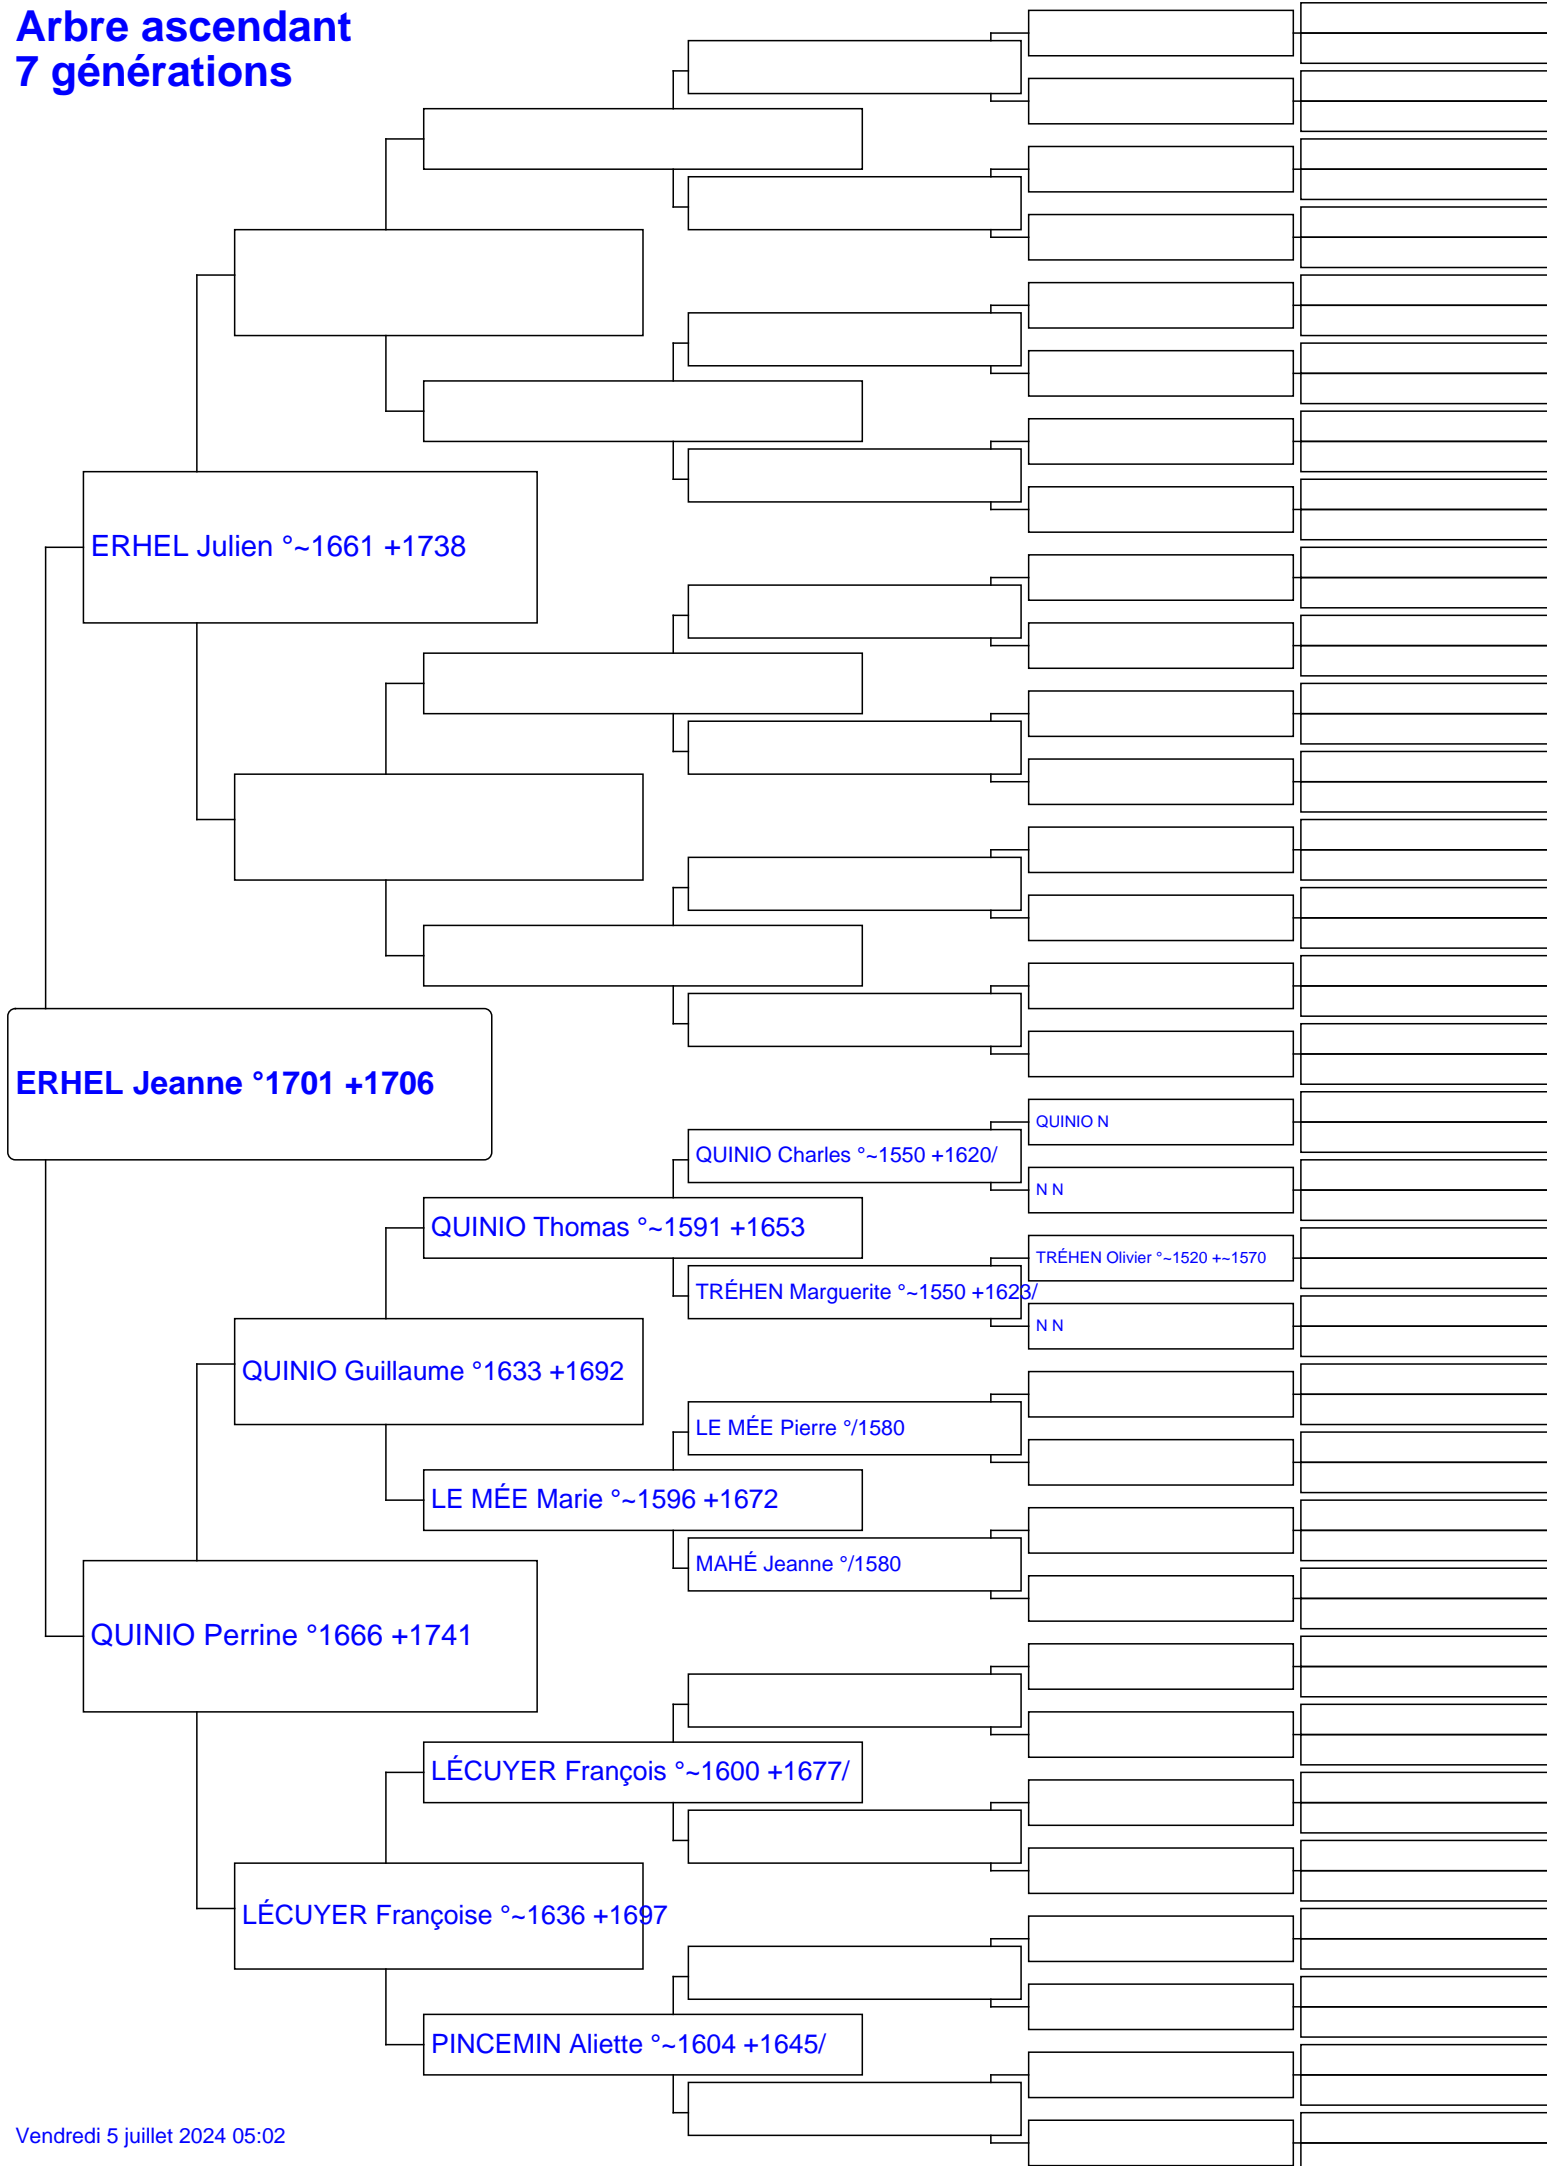 Arbre ascendant
7 générations
ERHEL Julien °~1661 +1738
ERHEL Jeanne °1701 +1706
QUINIO N
QUINIO Charles °~1550 +1620/
N N
QUINIO Thomas °~1591 +1653
TRÉHEN Olivier °~1520 +~1570
TRÉHEN Marguerite °~1550 +1623/
N N
QUINIO Guillaume °1633 +1692
LE MÉE Pierre °/1580
LE MÉE Marie °~1596 +1672
MAHÉ Jeanne °/1580
QUINIO Perrine °1666 +1741
LÉCUYER François °~1600 +1677/
LÉCUYER Françoise °~1636 +1697
PINCEMIN Aliette °~1604 +1645/
Vendredi 5 juillet 2024 05:02